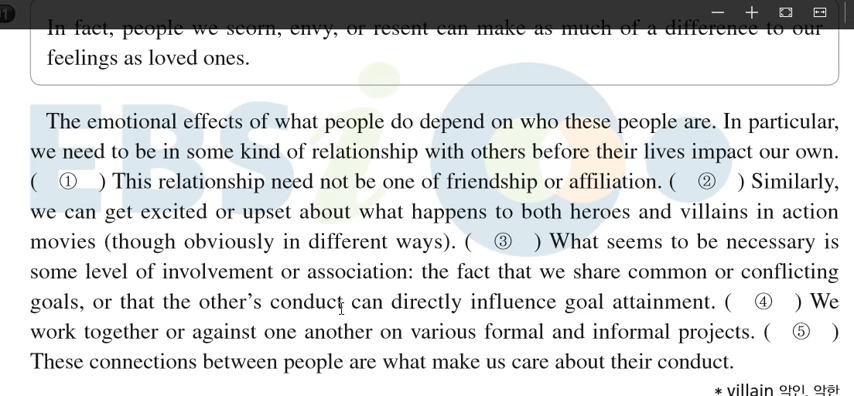 In fact, people we scorn, envy, or resent can make as much of a difference to our
feelings as loved ones.
The emotional effects of what people do depend on who these people are. In particular,
we need to be in some kind of relationship with others before their lives impact our own.
( ① ) This relationship need not be one of friendship or affiliation. ( ② ) Similarly,
we can get excited or upset about what happens to both heroes and villains in action
movies (though obviously in different ways). ( ③ ) What seems to be necessary is
some level of involvement or association: the fact that we share common or conflicting
goals, or that the other's conduct can directly influence goal attainment. ( ④ ) We
work together or against one another on various formal and informal projects. ( ⑤ )
These connections between people are what make us care about their conduct.
* villain 악인, 악한
EBSi